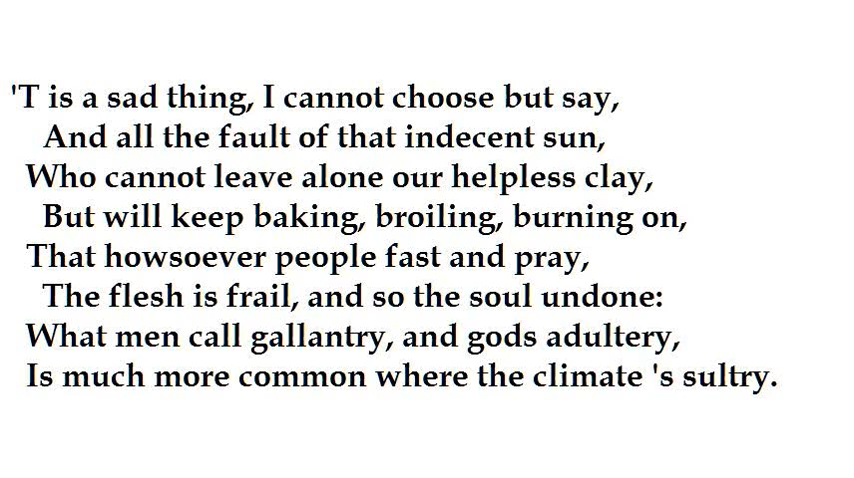 'T is a sad thing, I cannot choose but say,
And all the fault of that indecent sun,
Who cannot leave alone our helpless clay,
But will keep baking, broiling, burning on,
That howsoever people fast and pray,
The flesh is frail, and so the soul undone:
What men call gallantry, and gods adultery,
Is much more common where the climate 's sultry.